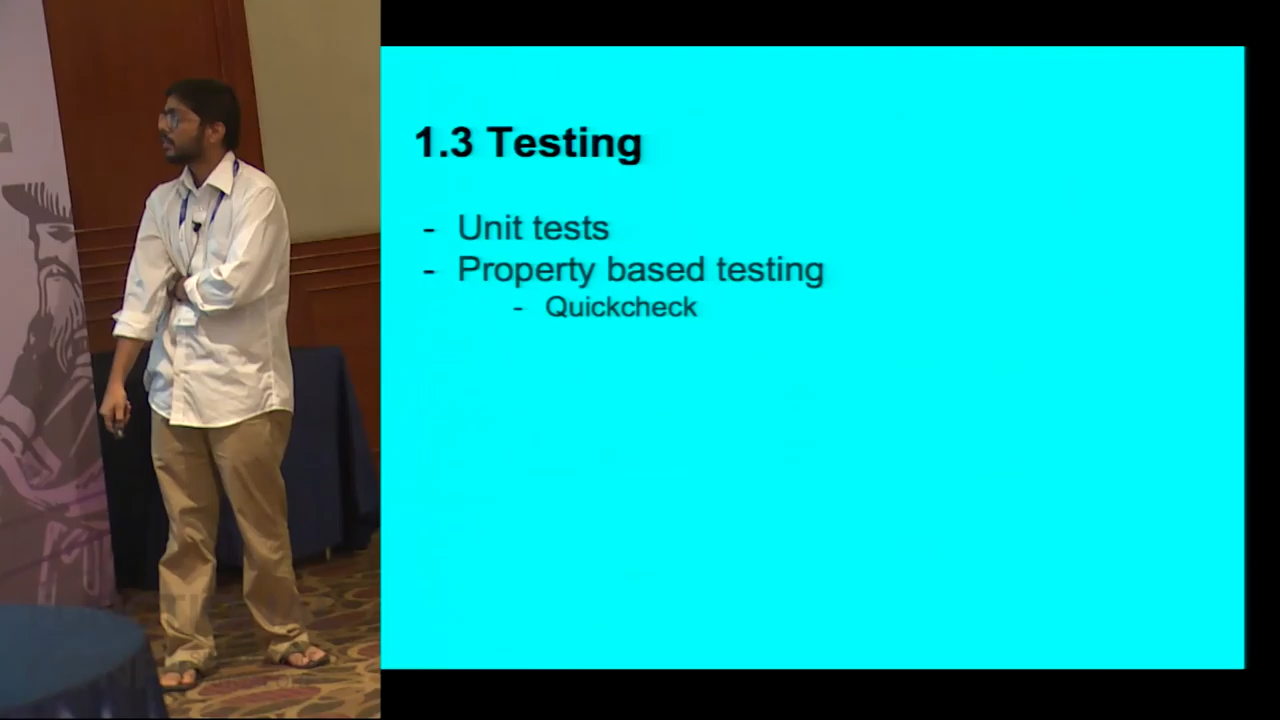 1.3 Testing
- Unit tests
- Property based testing
- Quickcheck